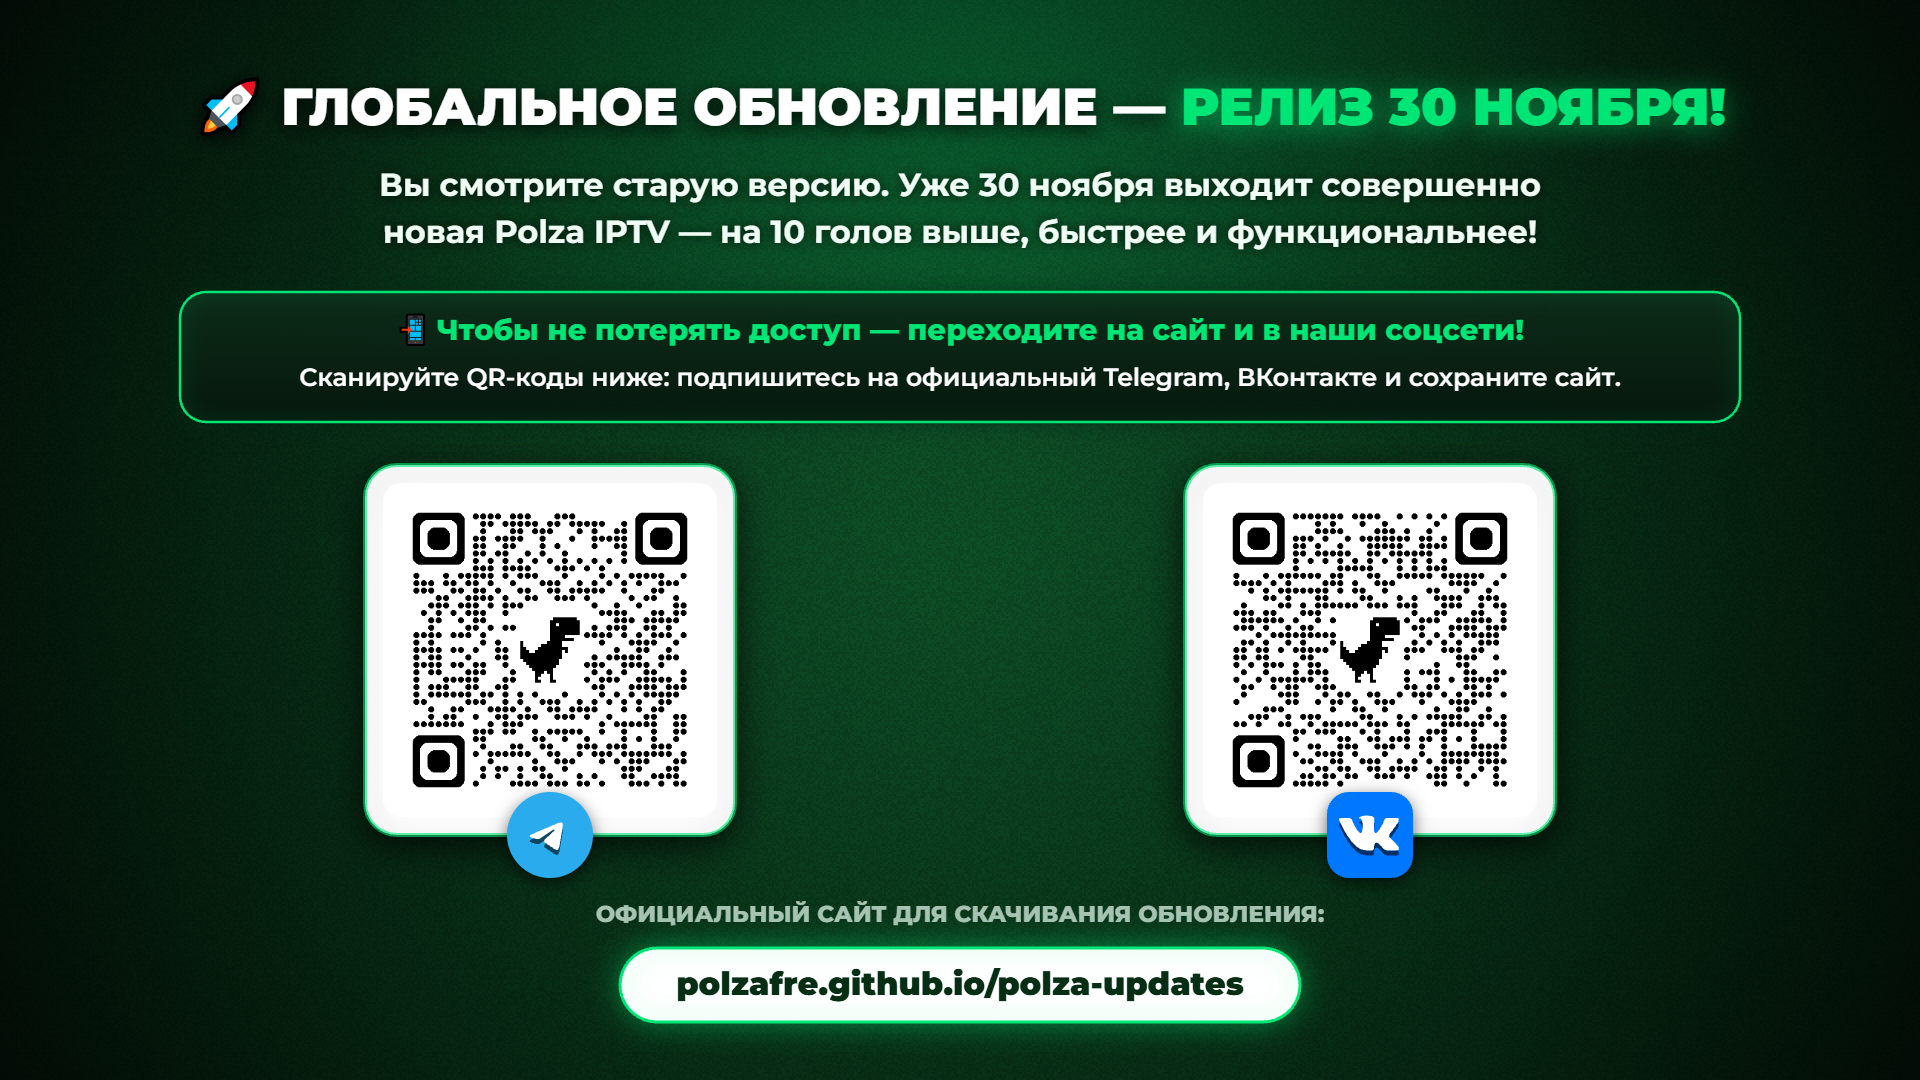 🚀 ГЛОБАЛЬНОЕ ОБНОВЛЕНИЕ — РЕЛИЗ 30 НОЯБРЯ!
Вы смотрите старую версию. Уже 30 ноября выходит совершенно
новая Polza IPTV — на 10 голов выше, быстрее и функциональнее!
📲 Чтобы не потерять доступ — переходите на сайт и в наши соцсети!
Сканируйте QR-коды ниже: подпишитесь на официальный Telegram, ВКонтакте и сохраните сайт.
ОФИЦИАЛЬНЫЙ САЙТ ДЛЯ СКАЧИВАНИЯ ОБНОВЛЕНИЯ:
polzafre.github.io/polza-updates